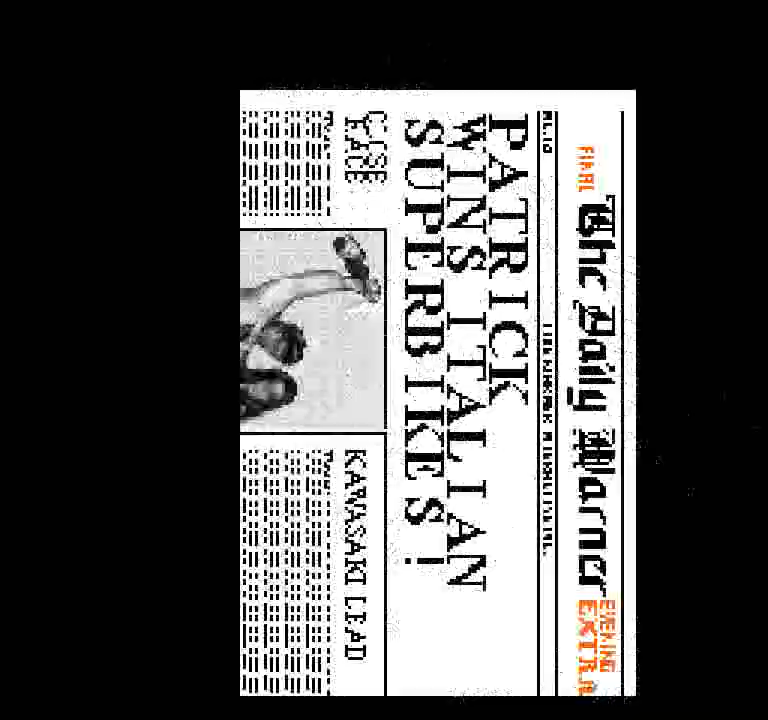 FINAL
The Daily Warner
EVENING
EXTRA
PATRICK
WINS ITALIAN
SUPERBIKES!
CLOSE
RACE
KAWASAKI LEAD